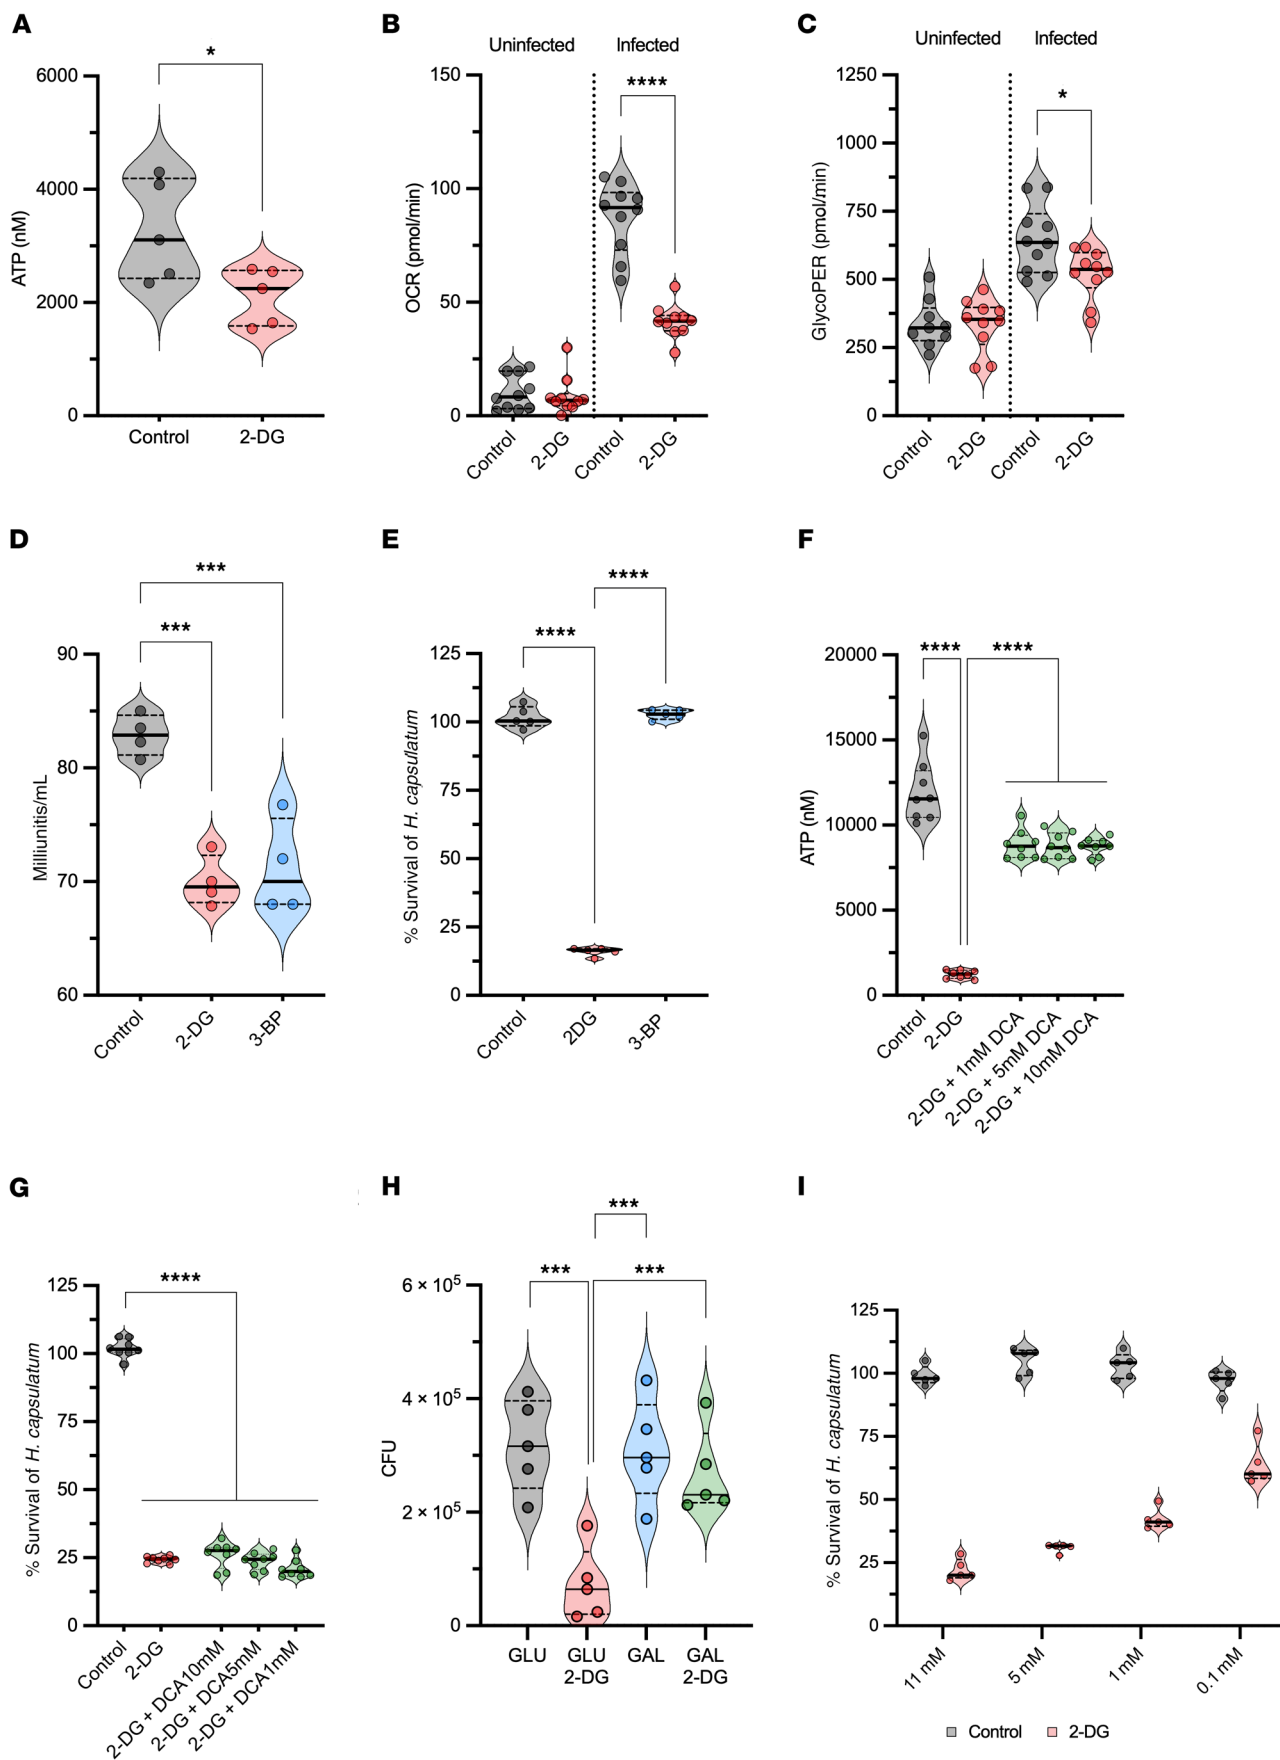 A
*
6000
4000
2000
0
ATP (nM)
Control
2-DG
B
Uninfected
Infected
****
150
100
50
0
OCR (pmol/min)
Control
2-DG
Control
2-DG
C
Uninfected
Infected
*
1250
1000
750
500
250
0
GlycoPER (pmol/min)
Control
2-DG
Control
2-DG
D
***
***
90
80
70
60
Milliunitis/mL
Control
2-DG
3-BP
E
****
****
125
100
75
50
25
0
% Survival of H. capsulatum
Control
2DG
3-BP
F
****
****
20000
15000
10000
5000
0
ATP (nM)
Control
2-DG
2-DG + 1mM DCA
2-DG + 5mM DCA
2-DG + 10mM DCA
G
****
125
100
75
50
25
0
% Survival of H. capsulatum
Control
2-DG
2-DG + DCA10mM
2-DG + DCA5mM
2-DG + DCA1mM
H
***
***
***
6 × 10⁵
4 × 10⁵
2 × 10⁵
0
CFU
GLU
GLU
2-DG
GAL
GAL
2-DG
I
125
100
75
50
25
0
% Survival of H. capsulatum
11 mM
5 mM
1 mM
0.1 mM
Control
2-DG